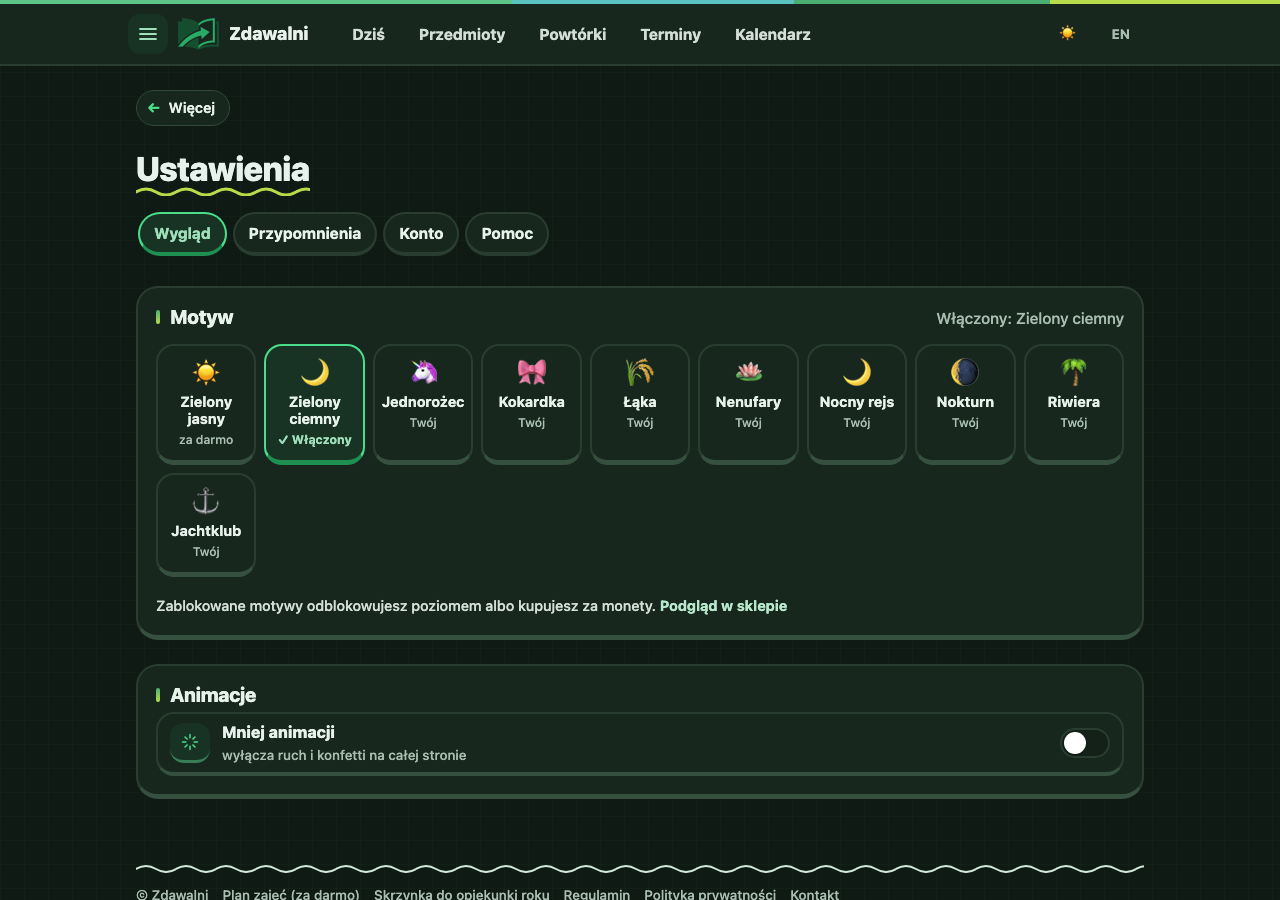 Zdawalni
Dziś
Przedmioty
Powtórki
Terminy
Kalendarz
EN
← Więcej
Ustawienia
Wygląd
Przypomnienia
Konto
Pomoc
Motyw
Włączony: Zielony ciemny
Zielony jasny
za darmo
Zielony ciemny
✓ Włączony
Jednorożec
Twój
Kokardka
Twój
Łąka
Twój
Nenufary
Twój
Nocny rejs
Twój
Nokturn
Twój
Riwiera
Twój
Jachtklub
Twój
Zablokowane motywy odblokowujesz poziomem albo kupujesz za monety. Podgląd w sklepie
Animacje
Mniej animacji
wyłącza ruch i konfetti na całej stronie
© Zdawalni Plan zajęć (za darmo) Skrzynka do opiekunki roku Regulamin Polityka prywatności Kontakt